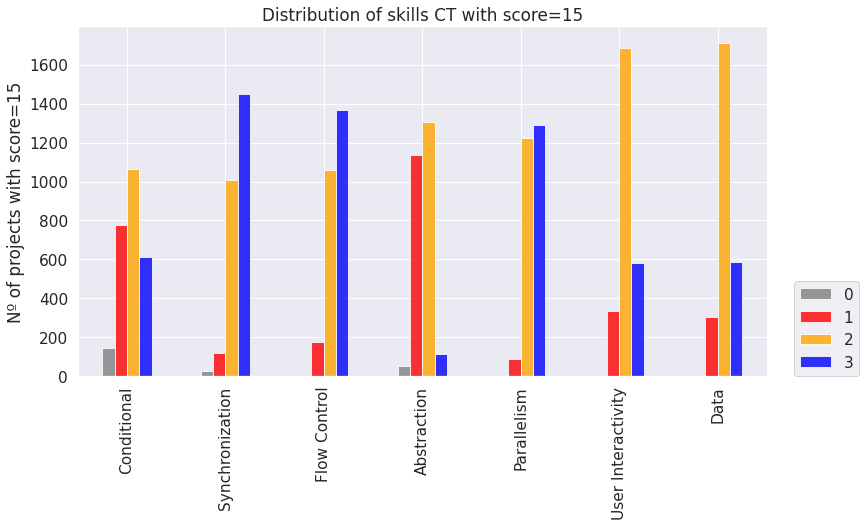 Distribution of skills CT with score=15
Nº of projects with score=15
1600
1400
1200
1000
800
600
400
200
0
Conditional
Synchronization
Flow Control
Abstraction
Parallelism
User Interactivity
Data
0
1
2
3